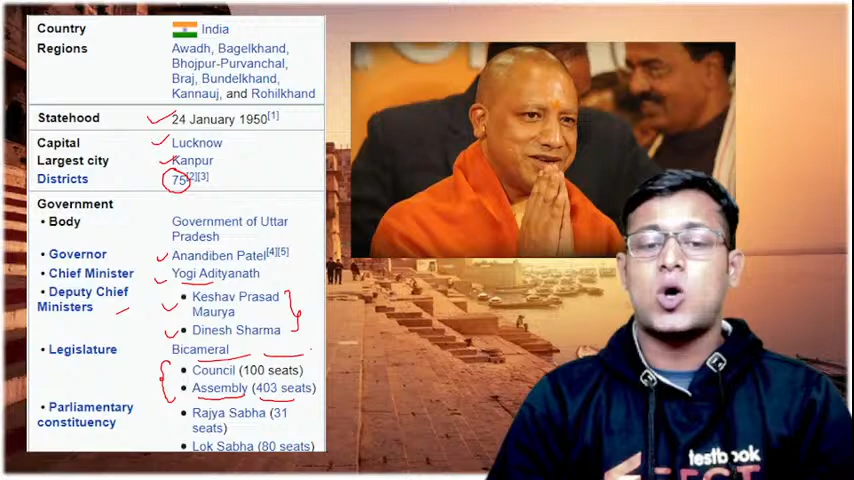 Country
India
Regions
Awadh, Bagelkhand,
Bhojpur-Purvanchal,
Braj, Bundelkhand,
Kannauj, and Rohilkhand
Statehood
24 January 1950[1]
Capital
Lucknow
Largest city
Kanpur
Districts
75[2][3]
Government
• Body
Government of Uttar
Pradesh
• Governor
Anandiben Patel[4][5]
• Chief Minister
Yogi Adityanath
• Deputy Chief
Ministers
• Keshav Prasad
Maurya
• Dinesh Sharma
• Legislature
Bicameral
• Council (100 seats)
• Assembly (403 seats)
• Parliamentary
constituency
• Rajya Sabha (31
seats)
• Lok Sabha (80 seats)
testbook